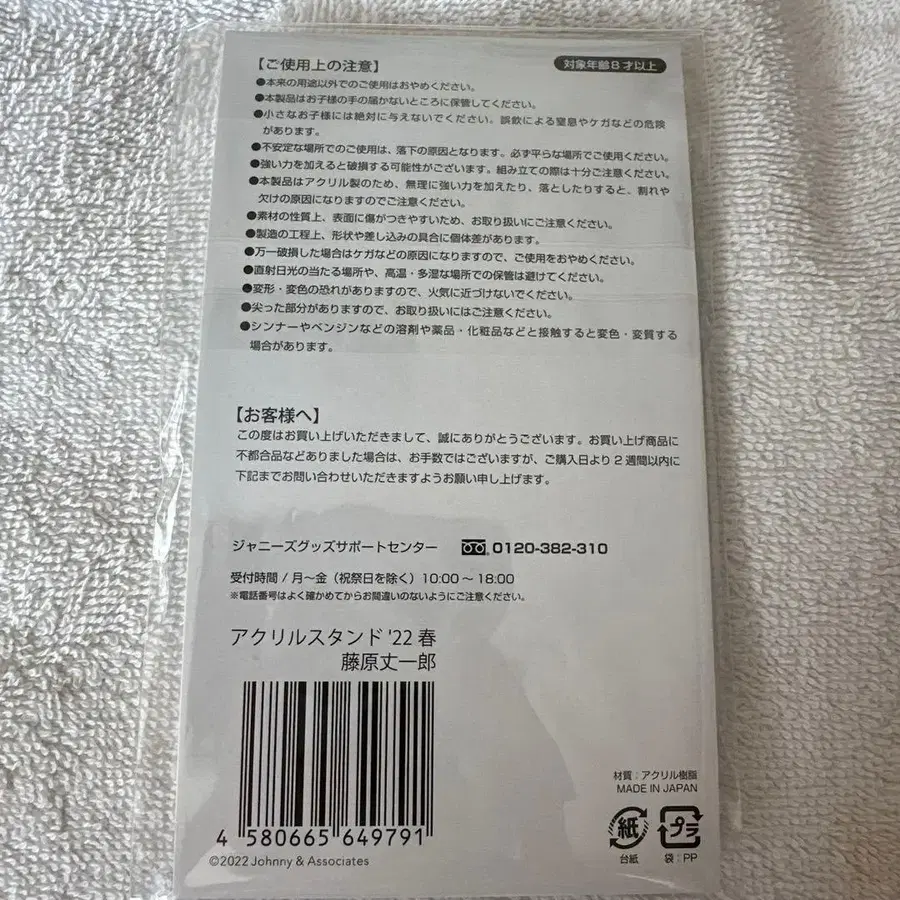 【ご使用上の注意】
対象年齢8才以上
●本来の用途以外でのご使用はおやめください。
●本製品はお子様の手の届かないところに保管してください。
●小さなお子様には絶対に与えないでください。誤飲による窒息やケガなどの危険
があります。
●不安定な場所でのご使用は、落下の原因となります。必ず平らな場所でご使用ください。
●強い力を加えると破損する可能性がございます。組み立ての際は十分ご注意ください。
●本製品はアクリル製のため、無理に強い力を加えたり、落としたりすると、割れや
欠けの原因になりますのでご注意ください。
●素材の性質上、表面に傷がつきやすいため、お取り扱いにご注意ください。
●製造の工程上、形状や差し込みの具合に個体差があります。
●万一破損した場合はケガなどの原因になりますので、ご使用をおやめください。
●直射日光の当たる場所や、高温・多湿な場所での保管は避けてください。
●変形・変色の恐れがありますので、火気に近づけないでください。
●尖った部分がありますので、お取り扱いにはご注意ください。
●シンナーやベンジンなどの溶剤や薬品・化粧品などと接触すると変色・変質する
場合があります。
【お客様へ】
この度はお買い上げいただきまして、誠にありがとうございます。お買い上げ商品に
不都合品などありました場合は、お手数ではございますが、ご購入日より2週間以内に
下記までお問い合わせいただきますようお願い申し上げます。
ジャニーズグッズサポートセンター 0120-382-310
受付時間/月〜金(祝祭日を除く)10:00〜18:00
※電話番号はよく確かめてからお間違いのないようにご注意ください。
アクリルスタンド'22 春
藤原丈一郎
4 580665 649791
©2022 Johnny & Associates
材質:アクリル樹脂
MADE IN JAPAN
紙 プラ
台紙 袋:PP